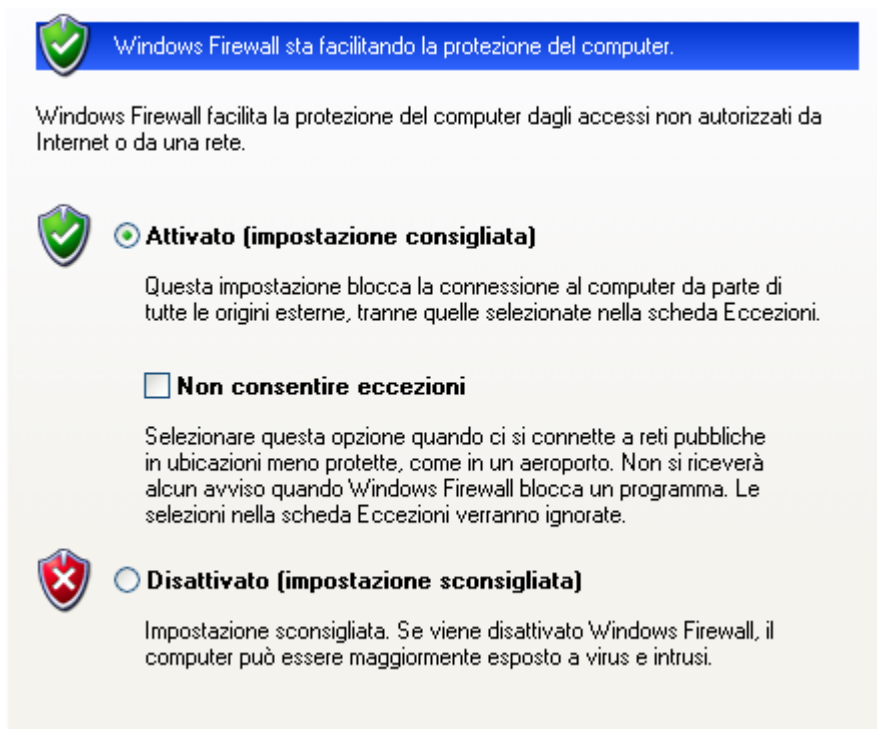 Windows Firewall sta facilitando la protezione del computer.
Windows Firewall facilita la protezione del computer dagli accessi non autorizzati da
Internet o da una rete.
Attivato (impostazione consigliata)
Questa impostazione blocca la connessione al computer da parte di
tutte le origini esterne, tranne quelle selezionate nella scheda Eccezioni.
Non consentire eccezioni
Selezionare questa opzione quando ci si connette a reti pubbliche
in ubicazioni meno protette, come in un aeroporto. Non si riceverà
alcun avviso quando Windows Firewall blocca un programma. Le
selezioni nella scheda Eccezioni verranno ignorate.
Disattivato (impostazione sconsigliata)
Impostazione sconsigliata. Se viene disattivato Windows Firewall, il
computer può essere maggiormente esposto a virus e intrusi.